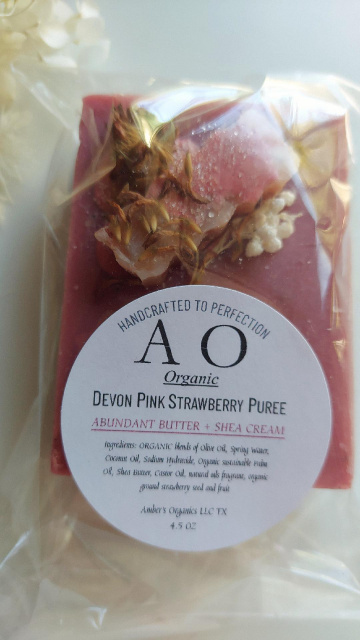 HANDCRAFTED TO PERFECTION
A O
Organic
DEVON PINK STRAWBERRY PUREE
ABUNDANT BUTTER + SHEA CREAM
Ingredients: ORGANIC blends of Olive Oil, Spring Water,
Coconut Oil, Sodium Hydroxide, Organic sustainable Palm
Oil, Shea Butter, Castor Oil, natural oils fragrant, organic
ground strawberry seed and fruit
Amber's Organics LLC TX
4.5 OZ